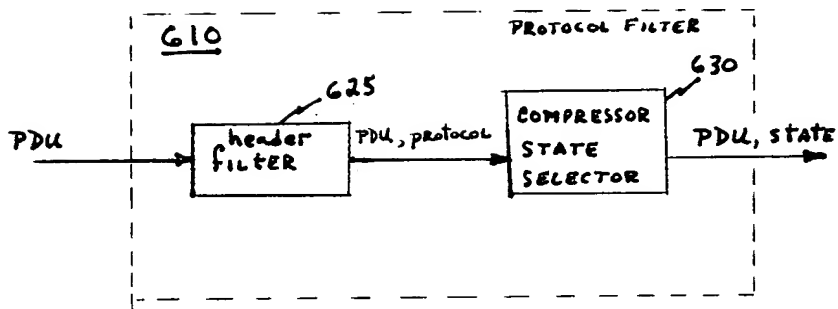 610
PROTOCOL FILTER
625
630
PDU
header
FILTER
PDU, protocol
COMPRESSOR
STATE
SELECTOR
PDU, STATE